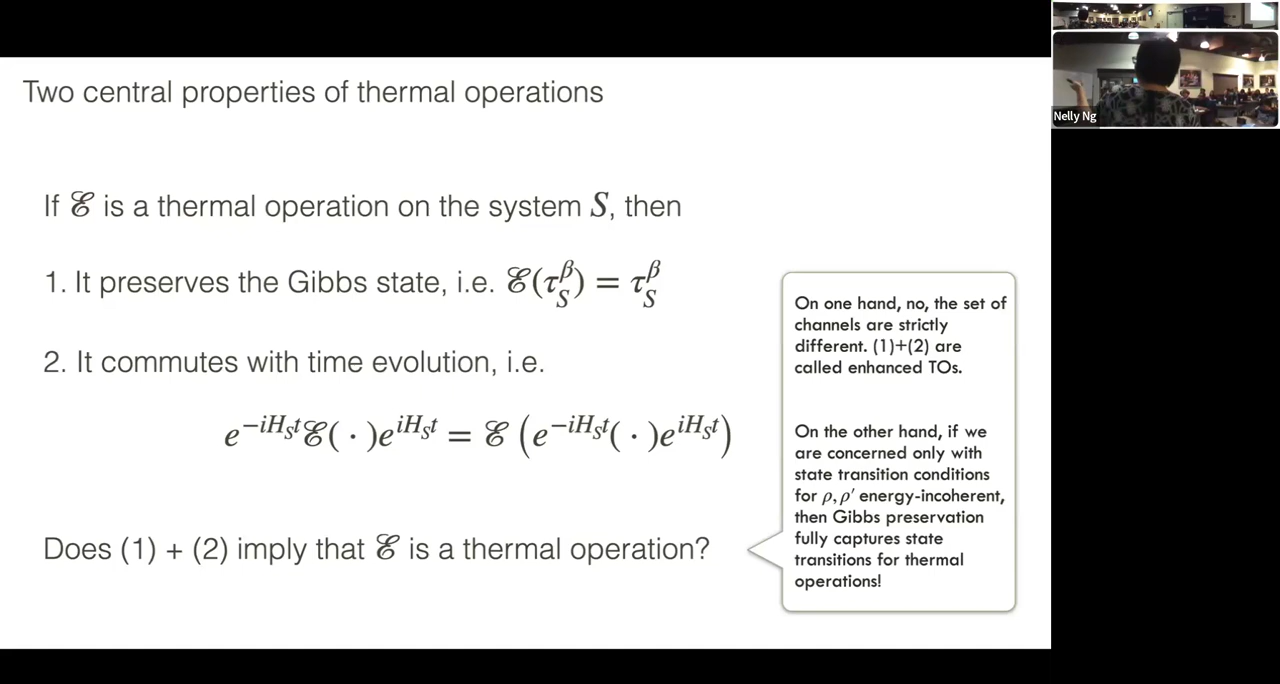 Two central properties of thermal operations
Nelly Ng
If ℰ is a thermal operation on the system S, then
1. It preserves the Gibbs state, i.e. ℰ(τ_S^β) = τ_S^β
2. It commutes with time evolution, i.e.
e^{-iH_S t}ℰ(·)e^{iH_S t} = ℰ(e^{-iH_S t}(·)e^{iH_S t})
Does (1) + (2) imply that ℰ is a thermal operation?
On one hand, no, the set of
channels are strictly
different. (1)+(2) are
called enhanced TOs.
On the other hand, if we
are concerned only with
state transition conditions
for ρ, ρ′ energy-incoherent,
then Gibbs preservation
fully captures state
transitions for thermal
operations!